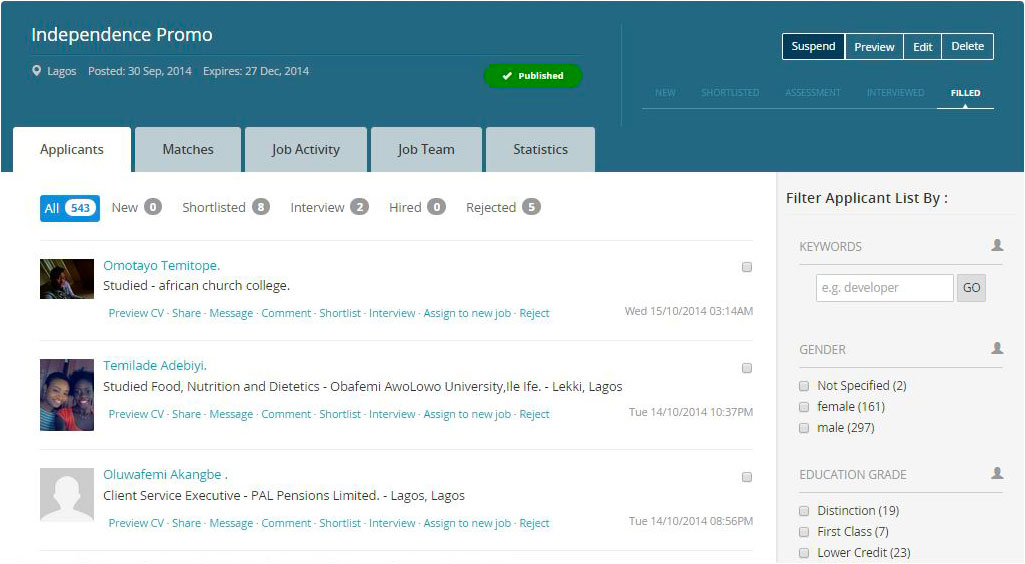 Independence Promo
Lagos Posted: 30 Sep, 2014 Expires: 27 Dec, 2014
Published
Suspend Preview Edit Delete
NEW SHORTLISTED ASSESSMENT INTERVIEWED FILLED
Applicants Matches Job Activity Job Team Statistics
All 543 New 0 Shortlisted 8 Interview 2 Hired 0 Rejected 5
Omotayo Temitope.
Studied - african church college.
Preview CV · Share · Message · Comment · Shortlist · Interview · Assign to new job · Reject
Wed 15/10/2014 03:14AM
Temilade Adebiyi.
Studied Food, Nutrition and Dietetics - Obafemi AwoLowo University,Ile Ife. - Lekki, Lagos
Preview CV · Share · Message · Comment · Shortlist · Interview · Assign to new job · Reject
Tue 14/10/2014 10:37PM
Oluwafemi Akangbe .
Client Service Executive - PAL Pensions Limited. - Lagos, Lagos
Preview CV · Share · Message · Comment · Shortlist · Interview · Assign to new job · Reject
Tue 14/10/2014 08:56PM
Filter Applicant List By :
KEYWORDS
e.g. developer GO
GENDER
Not Specified (2)
female (161)
male (297)
EDUCATION GRADE
Distinction (19)
First Class (7)
Lower Credit (23)